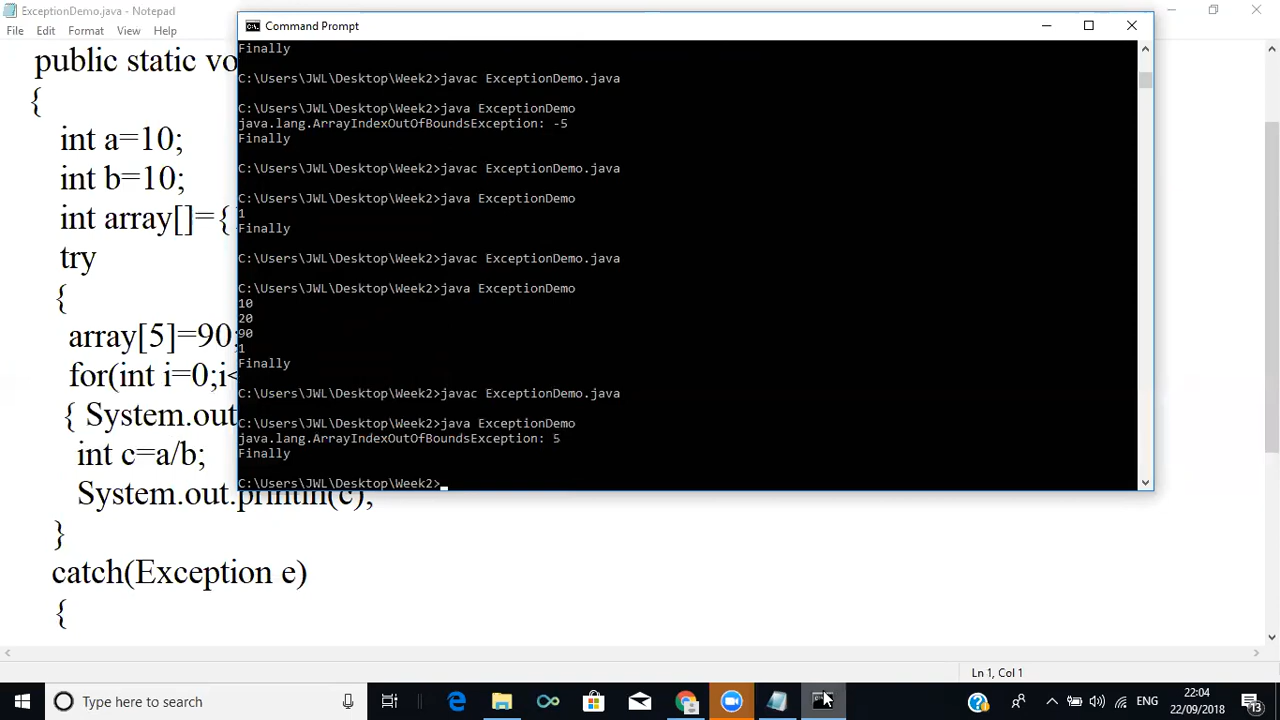 ExceptionDemo.java - Notepad
File Edit Format View Help
public static vo
{
int a=10;
int b=10;
int array[]={
try
{
array[5]=90;
for(int i=0;i<
{ System.out.
int c=a/b;
System.out.println(c);
}
catch(Exception e)
{
Command Prompt
Finally
C:\Users\JWL\Desktop\Week2>javac ExceptionDemo.java
C:\Users\JWL\Desktop\Week2>java ExceptionDemo
java.lang.ArrayIndexOutOfBoundsException: -5
Finally
C:\Users\JWL\Desktop\Week2>javac ExceptionDemo.java
C:\Users\JWL\Desktop\Week2>java ExceptionDemo
1
Finally
C:\Users\JWL\Desktop\Week2>javac ExceptionDemo.java
C:\Users\JWL\Desktop\Week2>java ExceptionDemo
10
20
90
1
Finally
C:\Users\JWL\Desktop\Week2>javac ExceptionDemo.java
C:\Users\JWL\Desktop\Week2>java ExceptionDemo
java.lang.ArrayIndexOutOfBoundsException: 5
Finally
C:\Users\JWL\Desktop\Week2>
Ln 1, Col 1
Type here to search
ENG
22:04
22/09/2018
13